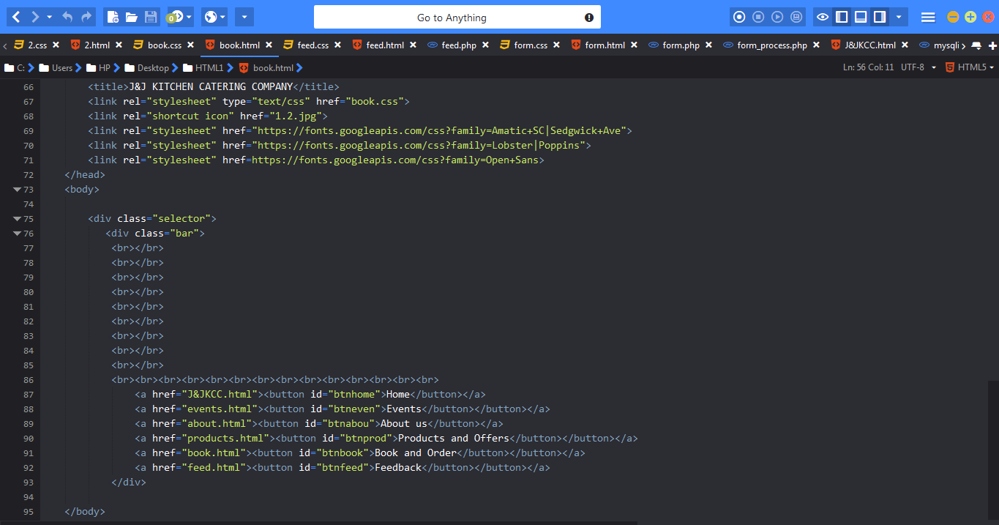 Go to Anything
0
2.css 2.html book.css book.html feed.css feed.html feed.php form.css form.html form.php form_process.php J&JKCC.html mysqli
C: Users HP Desktop HTML1 book.html Ln: 56 Col: 11 UTF-8 HTML5
66 <title>J&J KITCHEN CATERING COMPANY</title>
67 <link rel="stylesheet" type="text/css" href="book.css">
68 <link rel="shortcut icon" href="1.2.jpg">
69 <link rel="stylesheet" href="https://fonts.googleapis.com/css?family=Amatic+SC|Sedgwick+Ave">
70 <link rel="stylesheet" href="https://fonts.googleapis.com/css?family=Lobster|Poppins">
71 <link rel="stylesheet" href=https://fonts.googleapis.com/css?family=Open+Sans>
72 </head>
73 <body>
74
75 <div class="selector">
76 <div class="bar">
77 <br></br>
78 <br></br>
79 <br></br>
80 <br></br>
81 <br></br>
82 <br></br>
83 <br></br>
84 <br></br>
85 <br></br>
86 <br><br><br><br><br><br><br><br><br><br><br><br><br><br>
87 <a href="J&JKCC.html"><button id="btnhome">Home</button></a>
88 <a href="events.html"><button id="btneven">Events</button></button></a>
89 <a href="about.html"><button id="btnabou">About us</button></a>
90 <a href="products.html"><button id="btnprod">Products and Offers</button></button></a>
91 <a href="book.html"><button id="btnbook">Book and Order</button></button></a>
92 <a href="feed.html"><button id="btnfeed">Feedback</button></button></a>
93 </div>
94
95 </body>